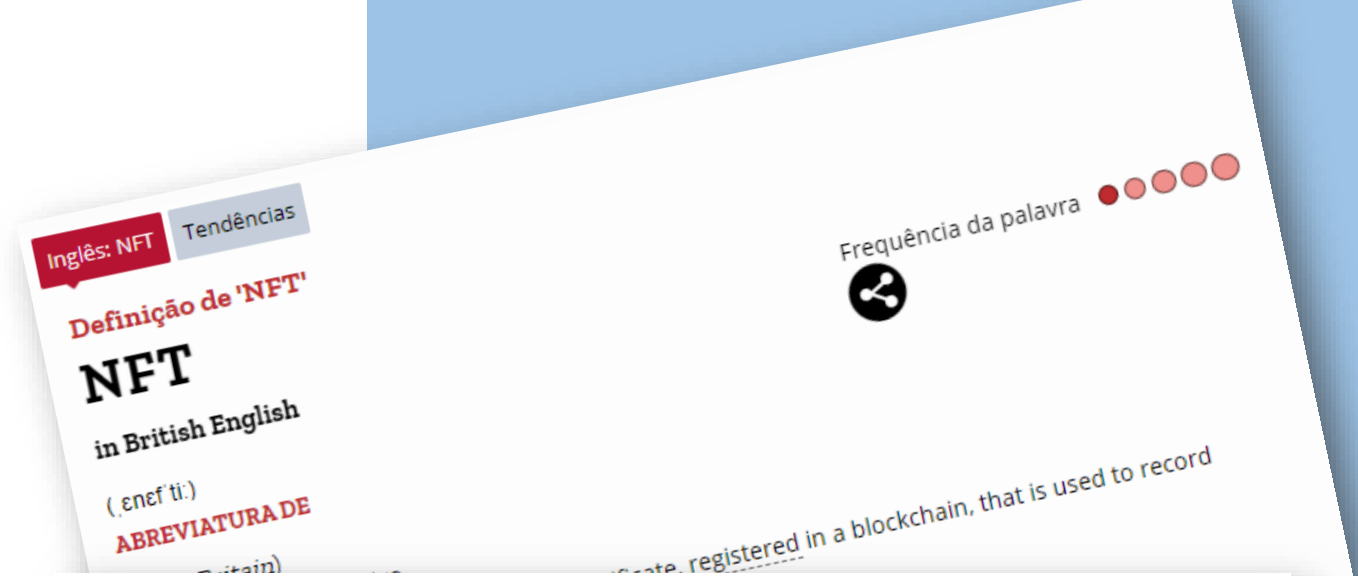 Inglês: NFT
Tendências
Frequência da palavra
Definição de 'NFT'
NFT
in British English
(ˌɛnɛfˈtiː)
ABREVIATURA DE
registered in a blockchain, that is used to record